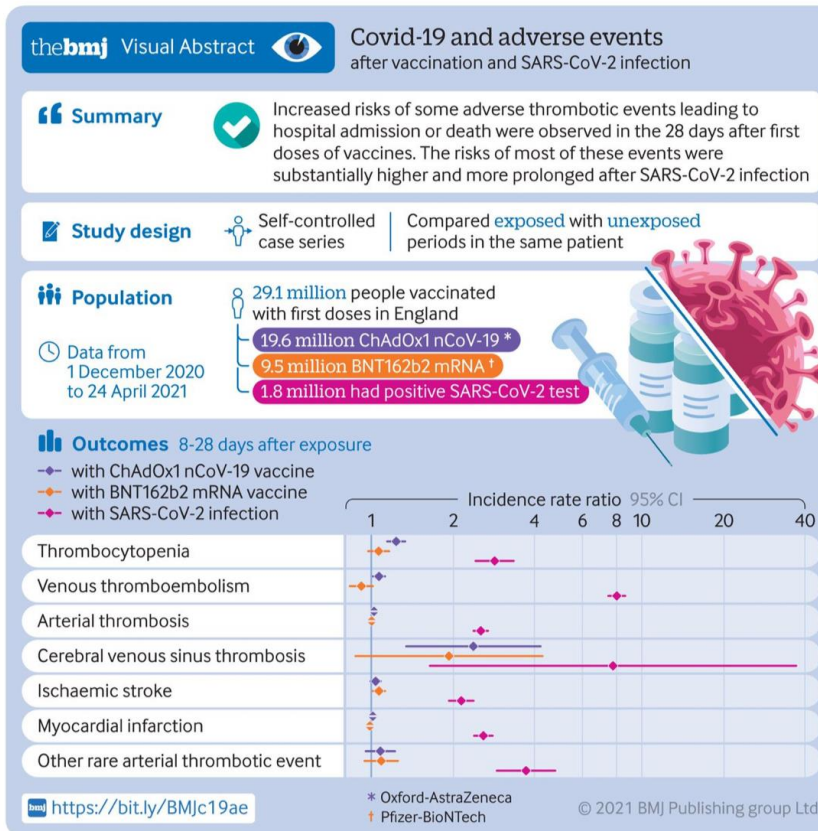 thebmj Visual Abstract
Covid-19 and adverse events
after vaccination and SARS-CoV-2 infection
Summary
Increased risks of some adverse thrombotic events leading to
hospital admission or death were observed in the 28 days after first
doses of vaccines. The risks of most of these events were
substantially higher and more prolonged after SARS-CoV-2 infection
Study design
Self-controlled
case series
Compared exposed with unexposed
periods in the same patient
Population
Data from
1 December 2020
to 24 April 2021
29.1 million people vaccinated
with first doses in England
19.6 million ChAdOx1 nCoV-19 *
9.5 million BNT162b2 mRNA †
1.8 million had positive SARS-CoV-2 test
Outcomes 8-28 days after exposure
with ChAdOx1 nCoV-19 vaccine
with BNT162b2 mRNA vaccine
with SARS-CoV-2 infection
Incidence rate ratio 95% CI
1 2 4 6 8 10 20 40
Thrombocytopenia
Venous thromboembolism
Arterial thrombosis
Cerebral venous sinus thrombosis
Ischaemic stroke
Myocardial infarction
Other rare arterial thrombotic event
bmj https://bit.ly/BMJc19ae
* Oxford-AstraZeneca
† Pfizer-BioNTech
© 2021 BMJ Publishing group Ltd